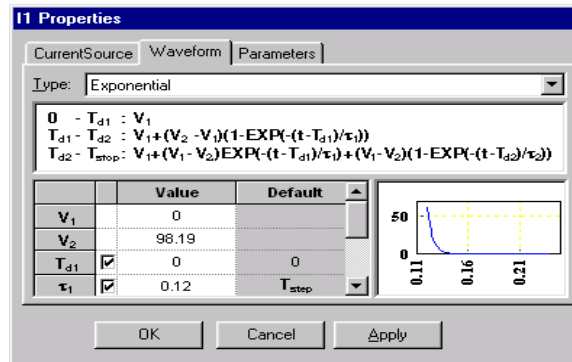 I1 Properties
CurrentSource Waveform Parameters
Type: Exponential
0 - Td1 : V1
Td1 - Td2 : V1+(V2 -V1)(1-EXP(-(t-Td1)/τ1))
Td2 - Tstop: V1+(V1-V2)EXP(-(t-Td1)/τ1)+(V1-V2)(1-EXP(-(t-Td2)/τ2))
Value Default
V1 0
V2 98.19
Td1 0 0
τ1 0.12 Tstep
50
0
0.11 0.16 0.21
OK Cancel Apply